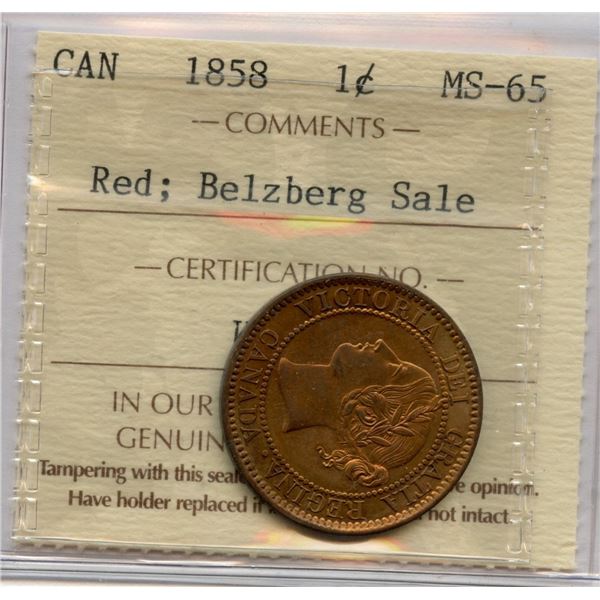 CAN 1858 1¢ MS-65
— COMMENTS —
Red; Belzberg Sale
— CERTIFICATION NO. —
IN OUR
GENUIN
Tampering with this seal e opinion.
Have holder replaced if not intact
VICTORIA DEI GRATIA REGINA. CANADA